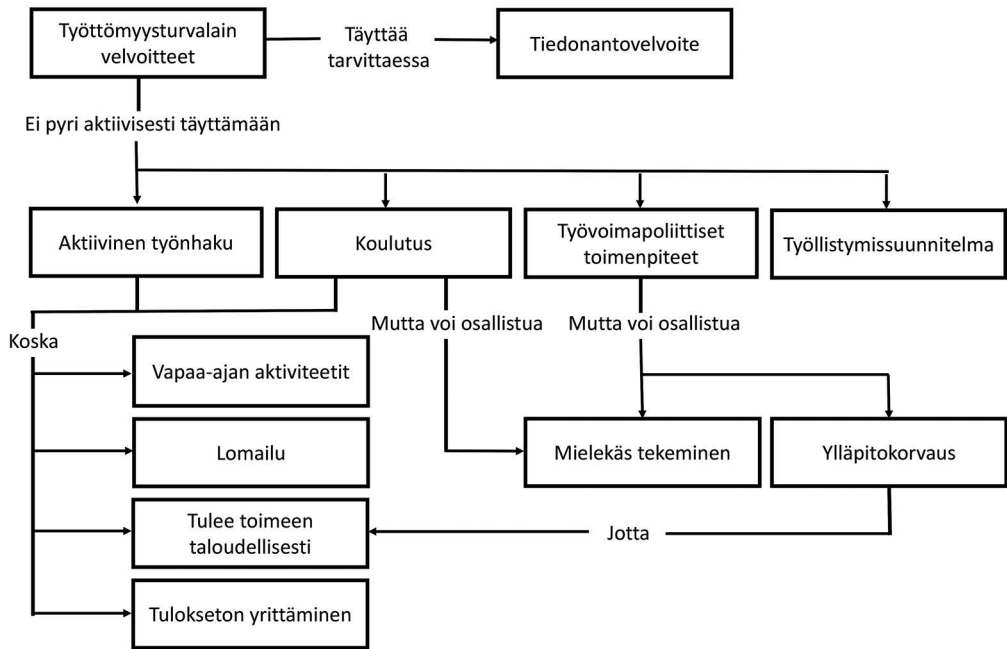 Työttömyysturvalain
velvoitteet
Täyttää
tarvittaessa
Tiedonantovelvoite
Ei pyri aktiivisesti täyttämään
Aktiivinen työnhaku
Koulutus
Työvoimapoliittiset
toimenpiteet
Työllistymissuunnitelma
Koska
Mutta voi osallistua
Mutta voi osallistua
Vapaa-ajan aktiviteetit
Lomailu
Mielekäs tekeminen
Ylläpitokorvaus
Tulee toimeen
taloudellisesti
Jotta
Tulokseton yrittäminen